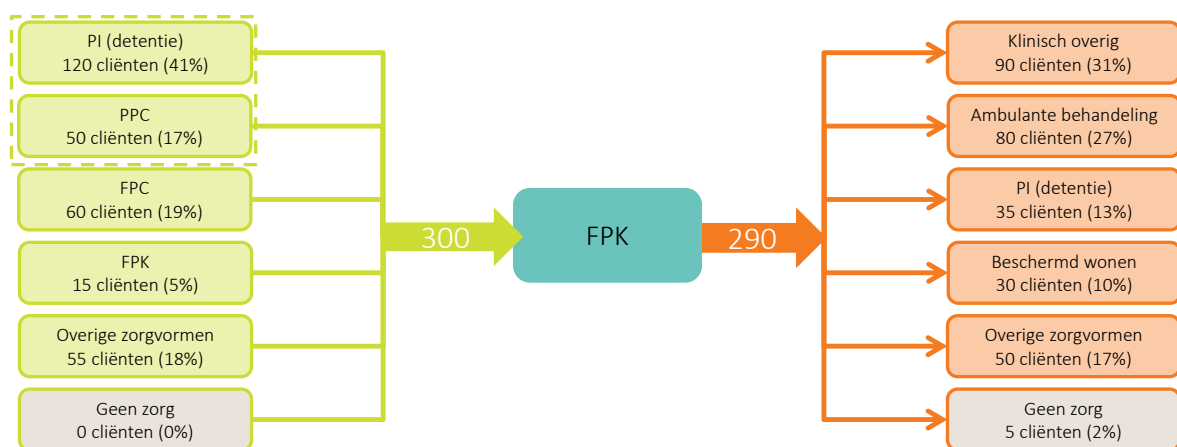 PI (detentie)
120 cliënten (41%)
PPC
50 cliënten (17%)
FPC
60 cliënten (19%)
FPK
15 cliënten (5%)
Overige zorgvormen
55 cliënten (18%)
Geen zorg
0 cliënten (0%)
300
FPK
290
Klinisch overig
90 cliënten (31%)
Ambulante behandeling
80 cliënten (27%)
PI (detentie)
35 cliënten (13%)
Beschermd wonen
30 cliënten (10%)
Overige zorgvormen
50 cliënten (17%)
Geen zorg
5 cliënten (2%)